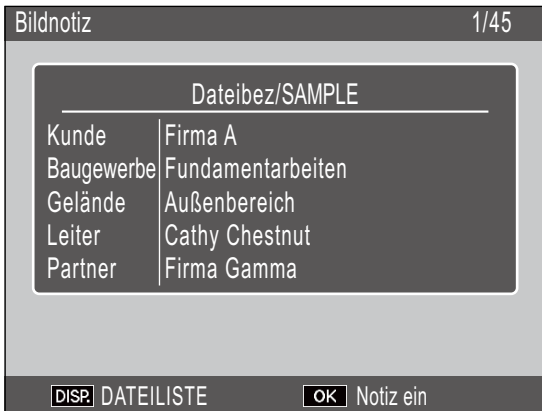 Bildnotiz 1/45
Dateibez/SAMPLE
Kunde Firma A
Baugewerbe Fundamentarbeiten
Gelände Außenbereich
Leiter Cathy Chestnut
Partner Firma Gamma
DISP. DATEILISTE OK Notiz ein